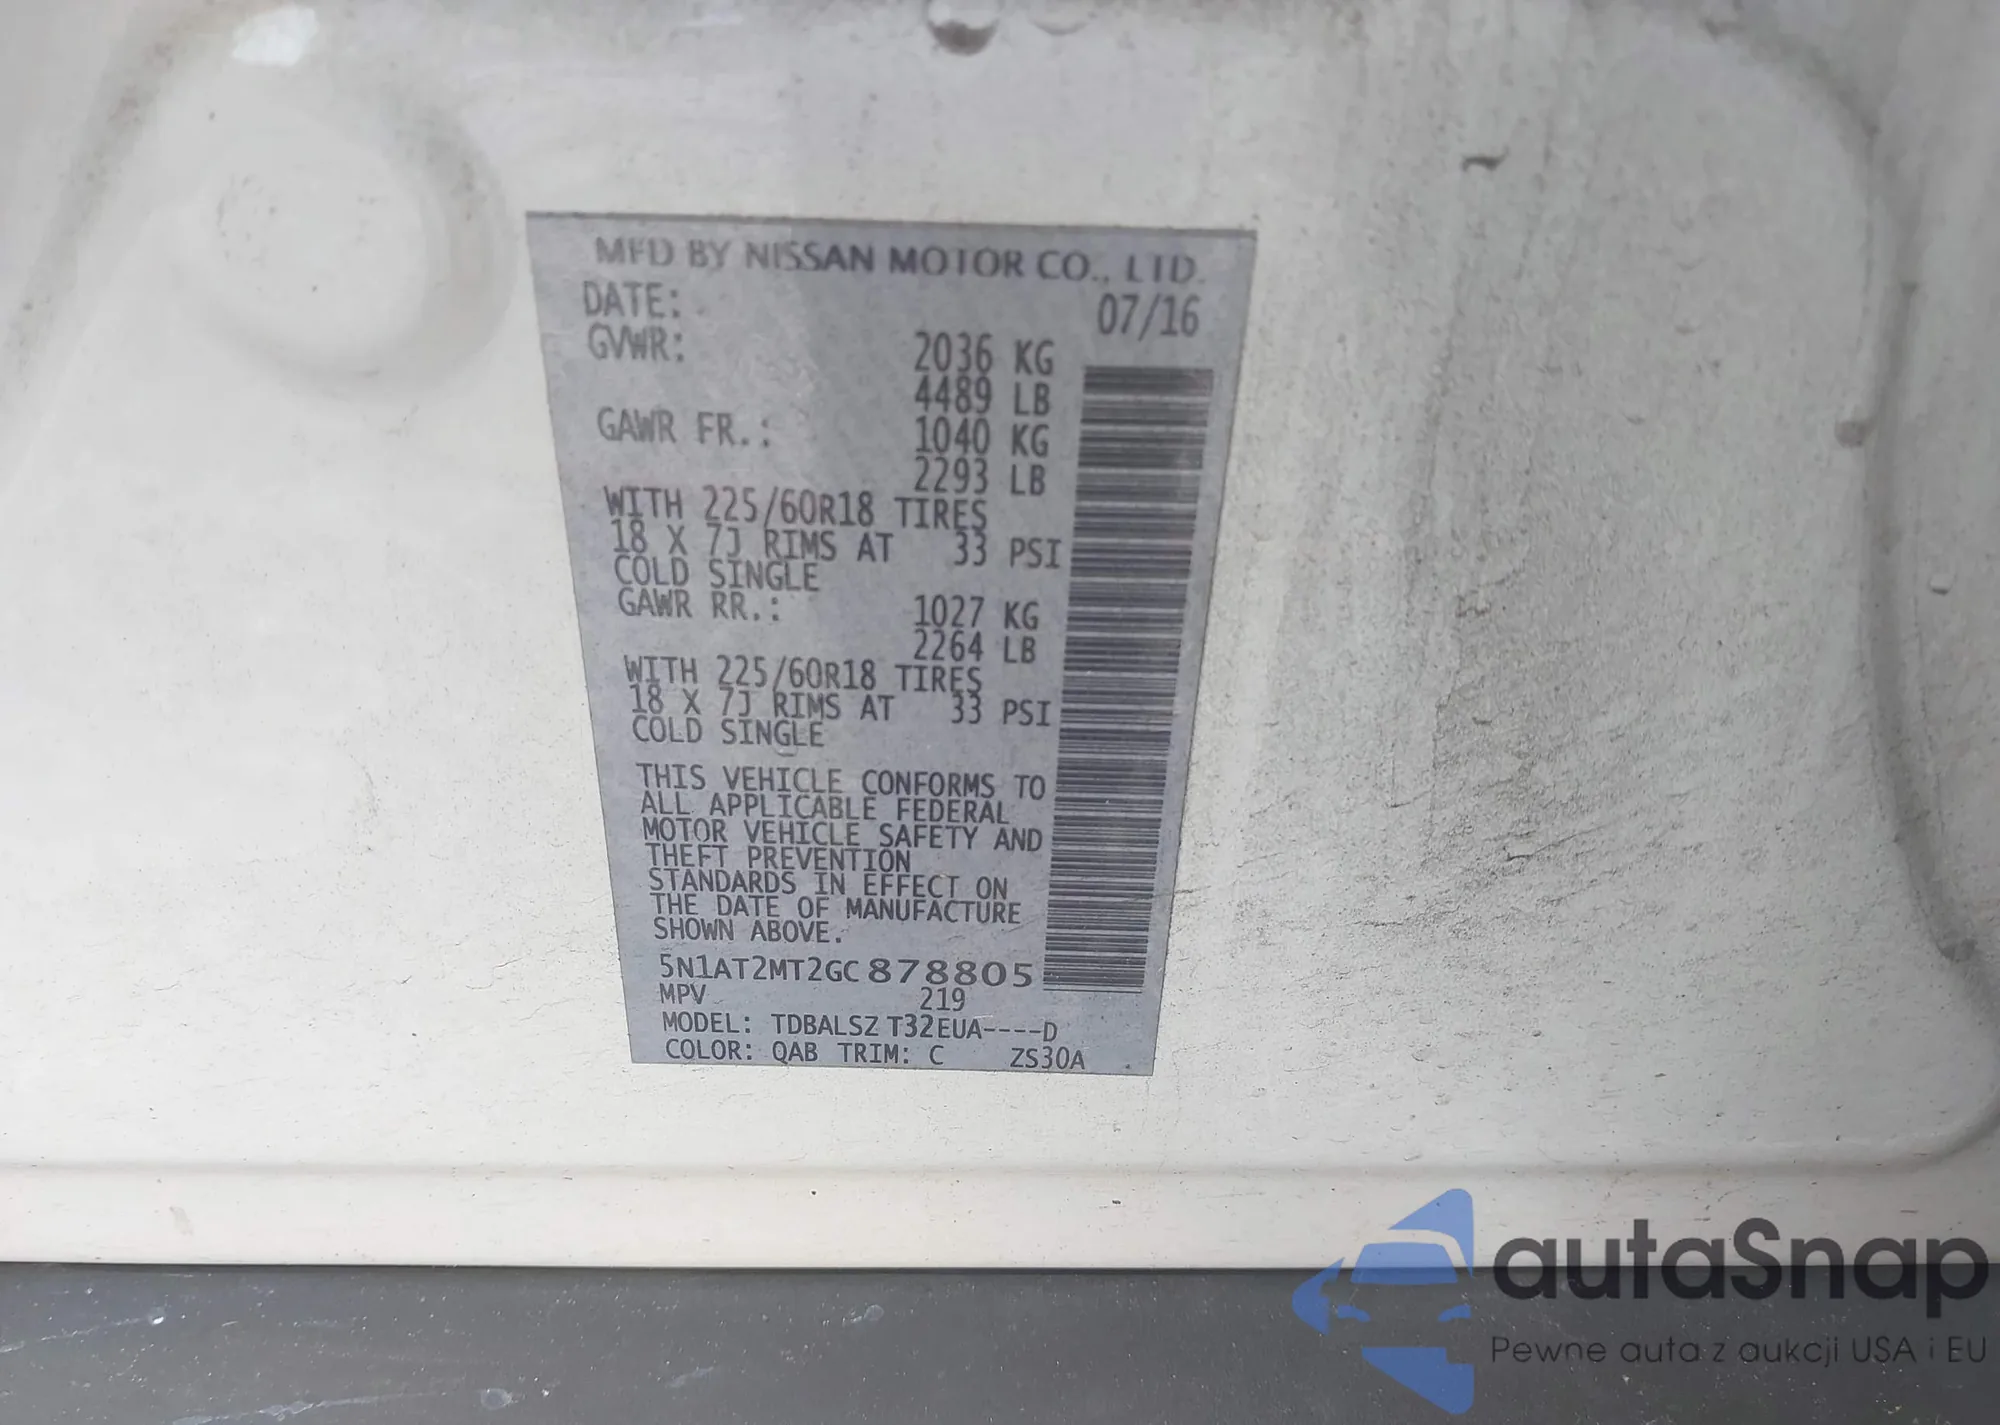 MFD BY NISSAN MOTOR CO., LTD.
DATE: 07/16
GVWR: 2036 KG
4489 LB
GAWR FR.: 1040 KG
2293 LB
WITH 225/60R18 TIRES
18 X 7J RIMS AT 33 PSI
COLD SINGLE
GAWR RR.: 1027 KG
2264 LB
WITH 225/60R18 TIRES
18 X 7J RIMS AT 33 PSI
COLD SINGLE
THIS VEHICLE CONFORMS TO
ALL APPLICABLE FEDERAL
MOTOR VEHICLE SAFETY AND
THEFT PREVENTION
STANDARDS IN EFFECT ON
THE DATE OF MANUFACTURE
SHOWN ABOVE.
5N1AT2MT2GC878805
MPV 219
MODEL: TDBALSZ T32EUA----D
COLOR: QAB TRIM: C ZS30A
autaSnap
Pewne auta z aukcji USA i EU